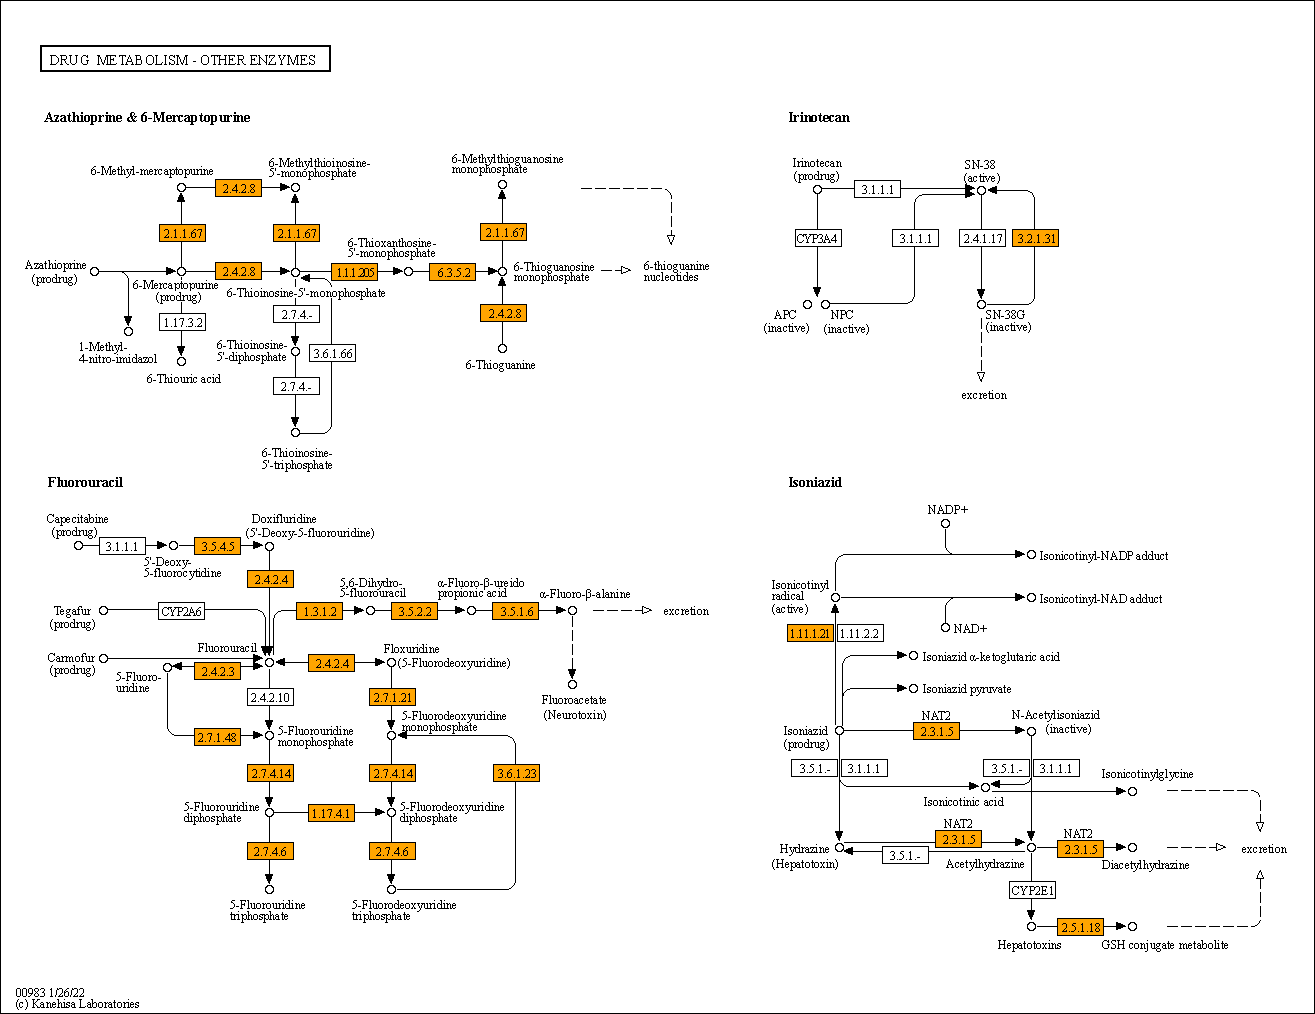 DRUG METABOLISM - OTHER ENZYMES
Azathioprine & 6-Mercaptopurine
6-Methyl-mercaptopurine
2.4.2.8
6-Methylthioinosine-
5'-monophosphate
6-Methylthioguanosine
monophosphate
2.1.1.67
2.1.1.67
2.1.1.67
6-Thioxanthosine-
5'-monophosphate
Azathioprine
(prodrug)
2.4.2.8
1.1.1.205
6.3.5.2
6-Thioguanosine
monophosphate
6-thioguanine
nucleotides
6-Mercaptopurine
(prodrug)
6-Thioinosine-5'-monophosphate
1.17.3.2
2.7.4.-
2.4.2.8
1-Methyl-
4-nitro-imidazol
6-Thioinosine-
5'-diphosphate
3.6.1.66
6-Thioguanine
6-Thiouric acid
2.7.4.-
6-Thioinosine-
5'-triphosphate
Irinotecan
Irinotecan
(prodrug)
3.1.1.1
SN-38
(active)
CYP3A4
3.1.1.1
2.4.1.17
3.2.1.31
APC
(inactive)
NPC
(inactive)
SN-38G
(inactive)
excretion
Fluorouracil
Capecitabine
(prodrug)
3.1.1.1
5'-Deoxy-
5-fluorocytidine
3.5.4.5
Doxifluridine
(5'-Deoxy-5-fluorouridine)
2.4.2.4
Tegafur
(prodrug)
CYP2A6
1.3.1.2
5,6-Dihydro-
5-fluorouracil
3.5.2.2
α-Fluoro-β-ureido
propionic acid
3.5.1.6
α-Fluoro-β-alanine
excretion
Carmofur
(prodrug)
Fluorouracil
5-Fluoro-
uridine
2.4.2.3
2.4.2.4
Floxuridine
(5-Fluorodeoxyuridine)
2.4.2.10
2.7.1.21
Fluoroacetate
(Neurotoxin)
2.7.1.48
5-Fluorouridine
monophosphate
5-Fluorodeoxyuridine
monophosphate
2.7.4.14
2.7.4.14
3.6.1.23
5-Fluorouridine
diphosphate
1.17.4.1
5-Fluorodeoxyuridine
diphosphate
2.7.4.6
2.7.4.6
5-Fluorouridine
triphosphate
5-Fluorodeoxyuridine
triphosphate
Isoniazid
NADP+
Isonicotinyl-NADP adduct
Isonicotinyl
radical
(active)
Isonicotinyl-NAD adduct
NAD+
1.11.1.21
1.11.2.2
Isoniazid α-ketoglutaric acid
Isoniazid pyruvate
Isoniazid
(prodrug)
NAT2
2.3.1.5
N-Acetylisoniazid
(inactive)
3.5.1.-
3.1.1.1
3.5.1.-
3.1.1.1
Isonicotinic acid
Isonicotinylglycine
Hydrazine
(Hepatotoxin)
NAT2
2.3.1.5
3.5.1.-
Acetylhydrazine
NAT2
2.3.1.5
Diacetylhydrazine
excretion
CYP2E1
Hepatotoxins
2.5.1.18
GSH conjugate metabolite
00983 1/26/22
(c) Kanehisa Laboratories